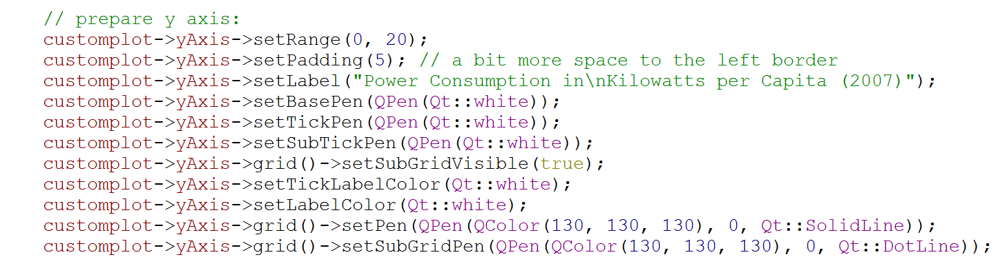 // prepare y axis:
customplot->yAxis->setRange(0, 20);
customplot->yAxis->setPadding(5); // a bit more space to the left border
customplot->yAxis->setLabel("Power Consumption in\nKilowatts per Capita (2007)");
customplot->yAxis->setBasePen(QPen(Qt::white));
customplot->yAxis->setTickPen(QPen(Qt::white));
customplot->yAxis->setSubTickPen(QPen(Qt::white));
customplot->yAxis->grid()->setSubGridVisible(true);
customplot->yAxis->setTickLabelColor(Qt::white);
customplot->yAxis->setLabelColor(Qt::white);
customplot->yAxis->grid()->setPen(QPen(QColor(130, 130, 130), 0, Qt::SolidLine));
customplot->yAxis->grid()->setSubGridPen(QPen(QColor(130, 130, 130), 0, Qt::DotLine));